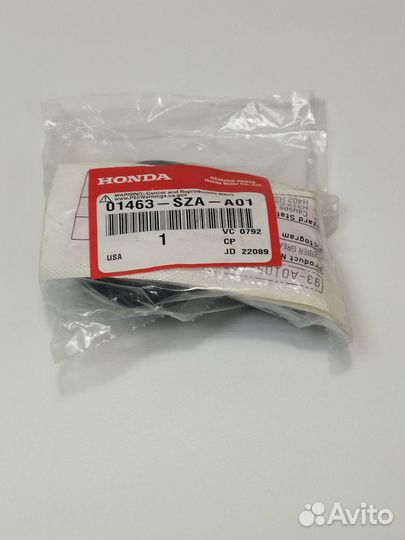 HONDA
GENUINE PARTS
Honda Motor Co., Ltd.
WARNING: Cancer and Reproductive Harm
www.P65Warnings.ca.gov
01463-SZA-A01
1
VC 0792
CP
USA
JD 22089
Avito